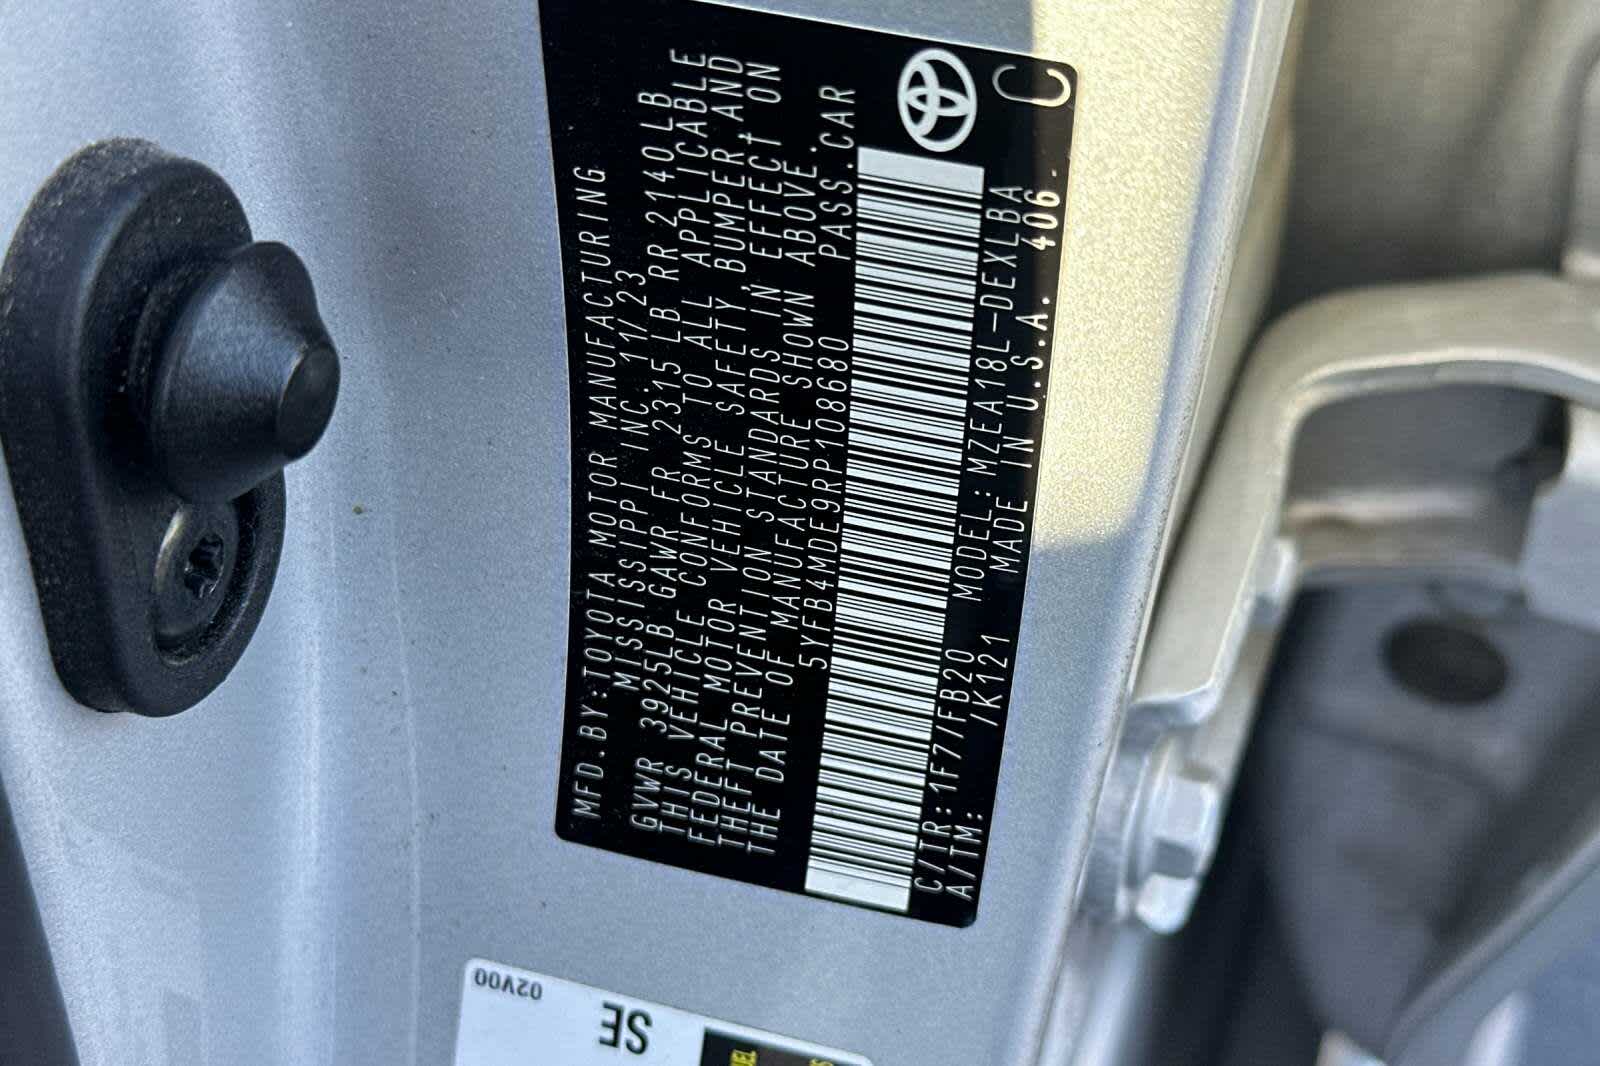 MFD.BY:TOYOTA MOTOR MANUFACTURING
MISSISSIPPI INC. 11/23
GVWR 3925LB GAWR FR 2315 LB RR 2140LB
THIS VEHICLE CONFORMS TO ALL APPLICABLE
FEDERAL MOTOR VEHICLE SAFETY, BUMPER, AND
THEFT PREVENTION STANDARDS IN EFFECT ON
THE DATE OF MANUFACTURE SHOWN ABOVE.
5YFB4MDE9RP108680 PASS.CAR
C/TR:1F7/FB20 MODEL:MZEA18L-DEXLBA
A/TM: /K121 MADE IN U.S.A. 406
C
02V00
SE